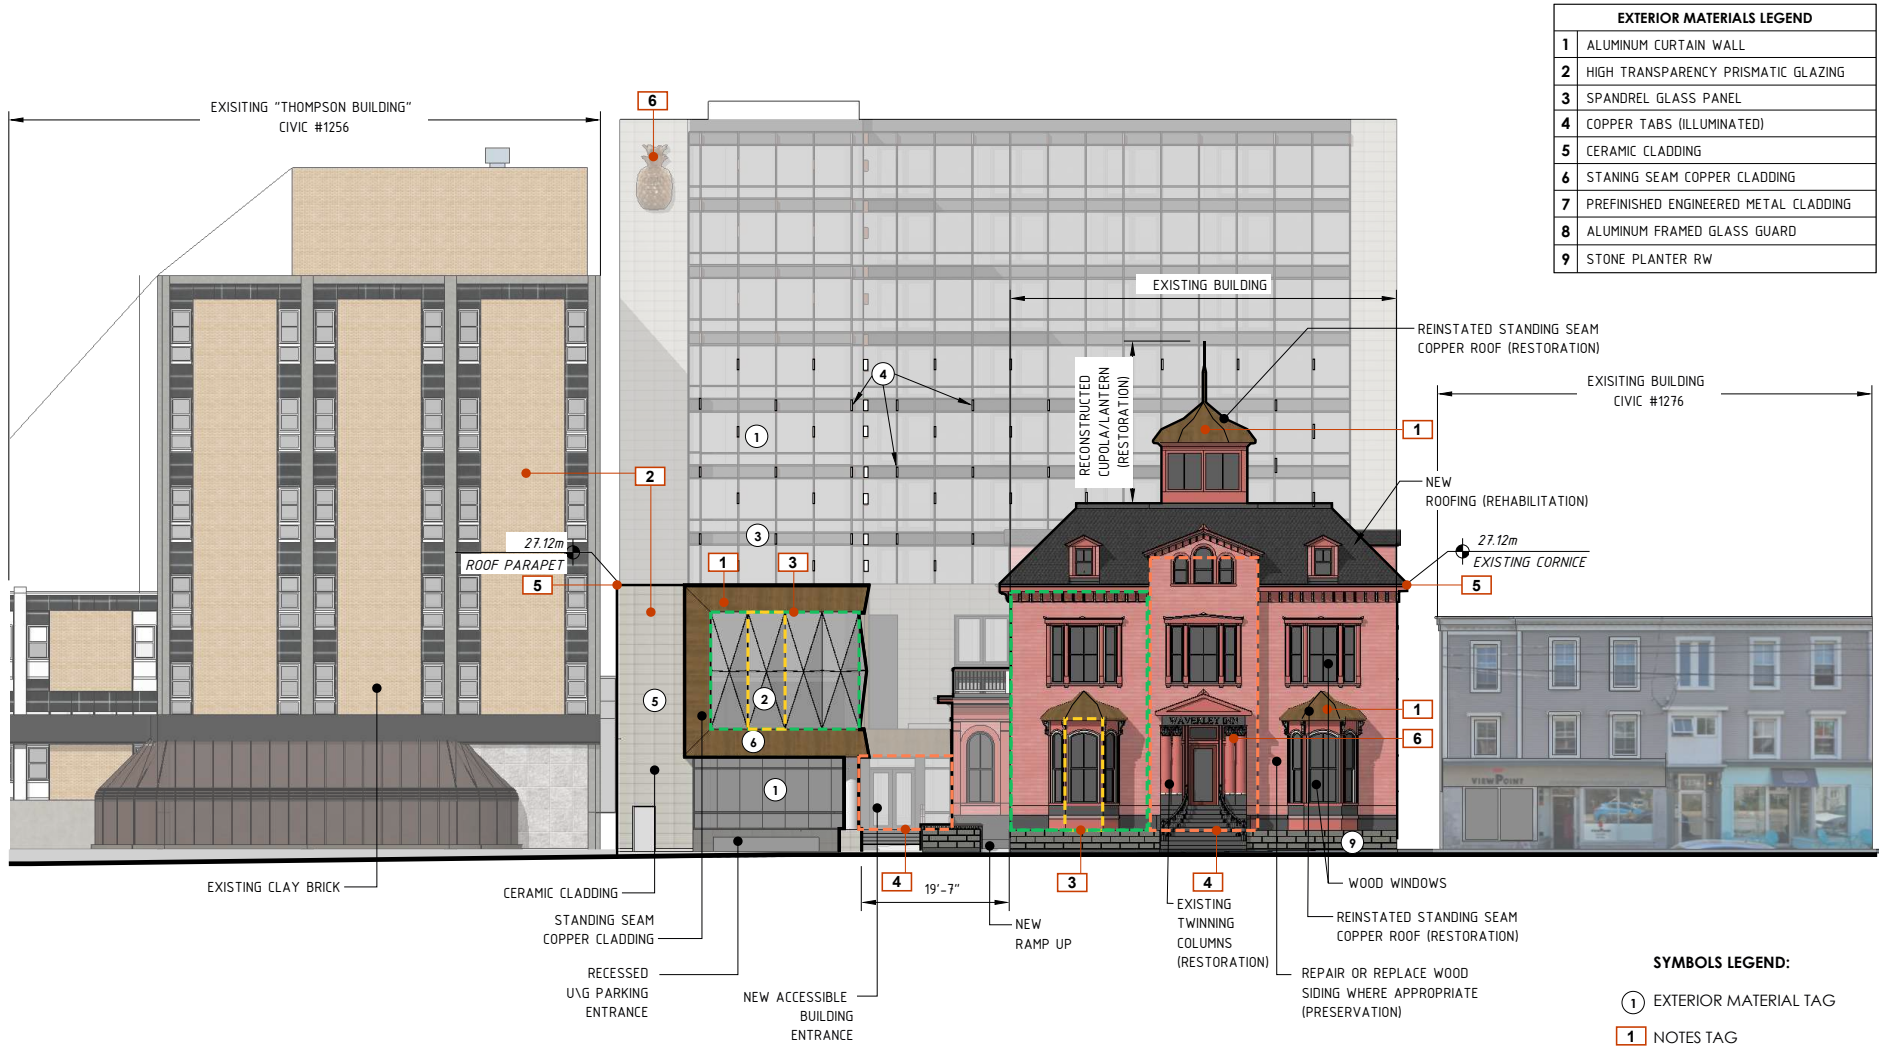 EXTERIOR MATERIALS LEGEND
1 ALUMINUM CURTAIN WALL
2 HIGH TRANSPARENCY PRISMATIC GLAZING
3 SPANDREL GLASS PANEL
4 COPPER TABS (ILLUMINATED)
5 CERAMIC CLADDING
6 STANING SEAM COPPER CLADDING
7 PREFINISHED ENGINEERED METAL CLADDING
8 ALUMINUM FRAMED GLASS GUARD
9 STONE PLANTER RW
EXISITING "THOMPSON BUILDING"
CIVIC #1256
6
EXISTING BUILDING
REINSTATED STANDING SEAM
COPPER ROOF (RESTORATION)
RECONSTRUCTED
CUPOLA/LANTERN
(RESTORATION)
EXISITING BUILDING
CIVIC #1276
4
1
1
2
NEW
ROOFING (REHABILITATION)
3
27.12m
ROOF PARAPET
27.12m
EXISTING CORNICE
5
1
3
5
5
2
6
1
WAVERLEY INN
1
6
VIEWPOINT
9
4
3
4
19'-7"
EXISTING CLAY BRICK
CERAMIC CLADDING
STANDING SEAM
COPPER CLADDING
RECESSED
U\G PARKING
ENTRANCE
NEW ACCESSIBLE
BUILDING
ENTRANCE
NEW
RAMP UP
EXISTING
TWINNING
COLUMNS
(RESTORATION)
WOOD WINDOWS
REINSTATED STANDING SEAM
COPPER ROOF (RESTORATION)
REPAIR OR REPLACE WOOD
SIDING WHERE APPROPRIATE
(PRESERVATION)
SYMBOLS LEGEND:
1 EXTERIOR MATERIAL TAG
1 NOTES TAG